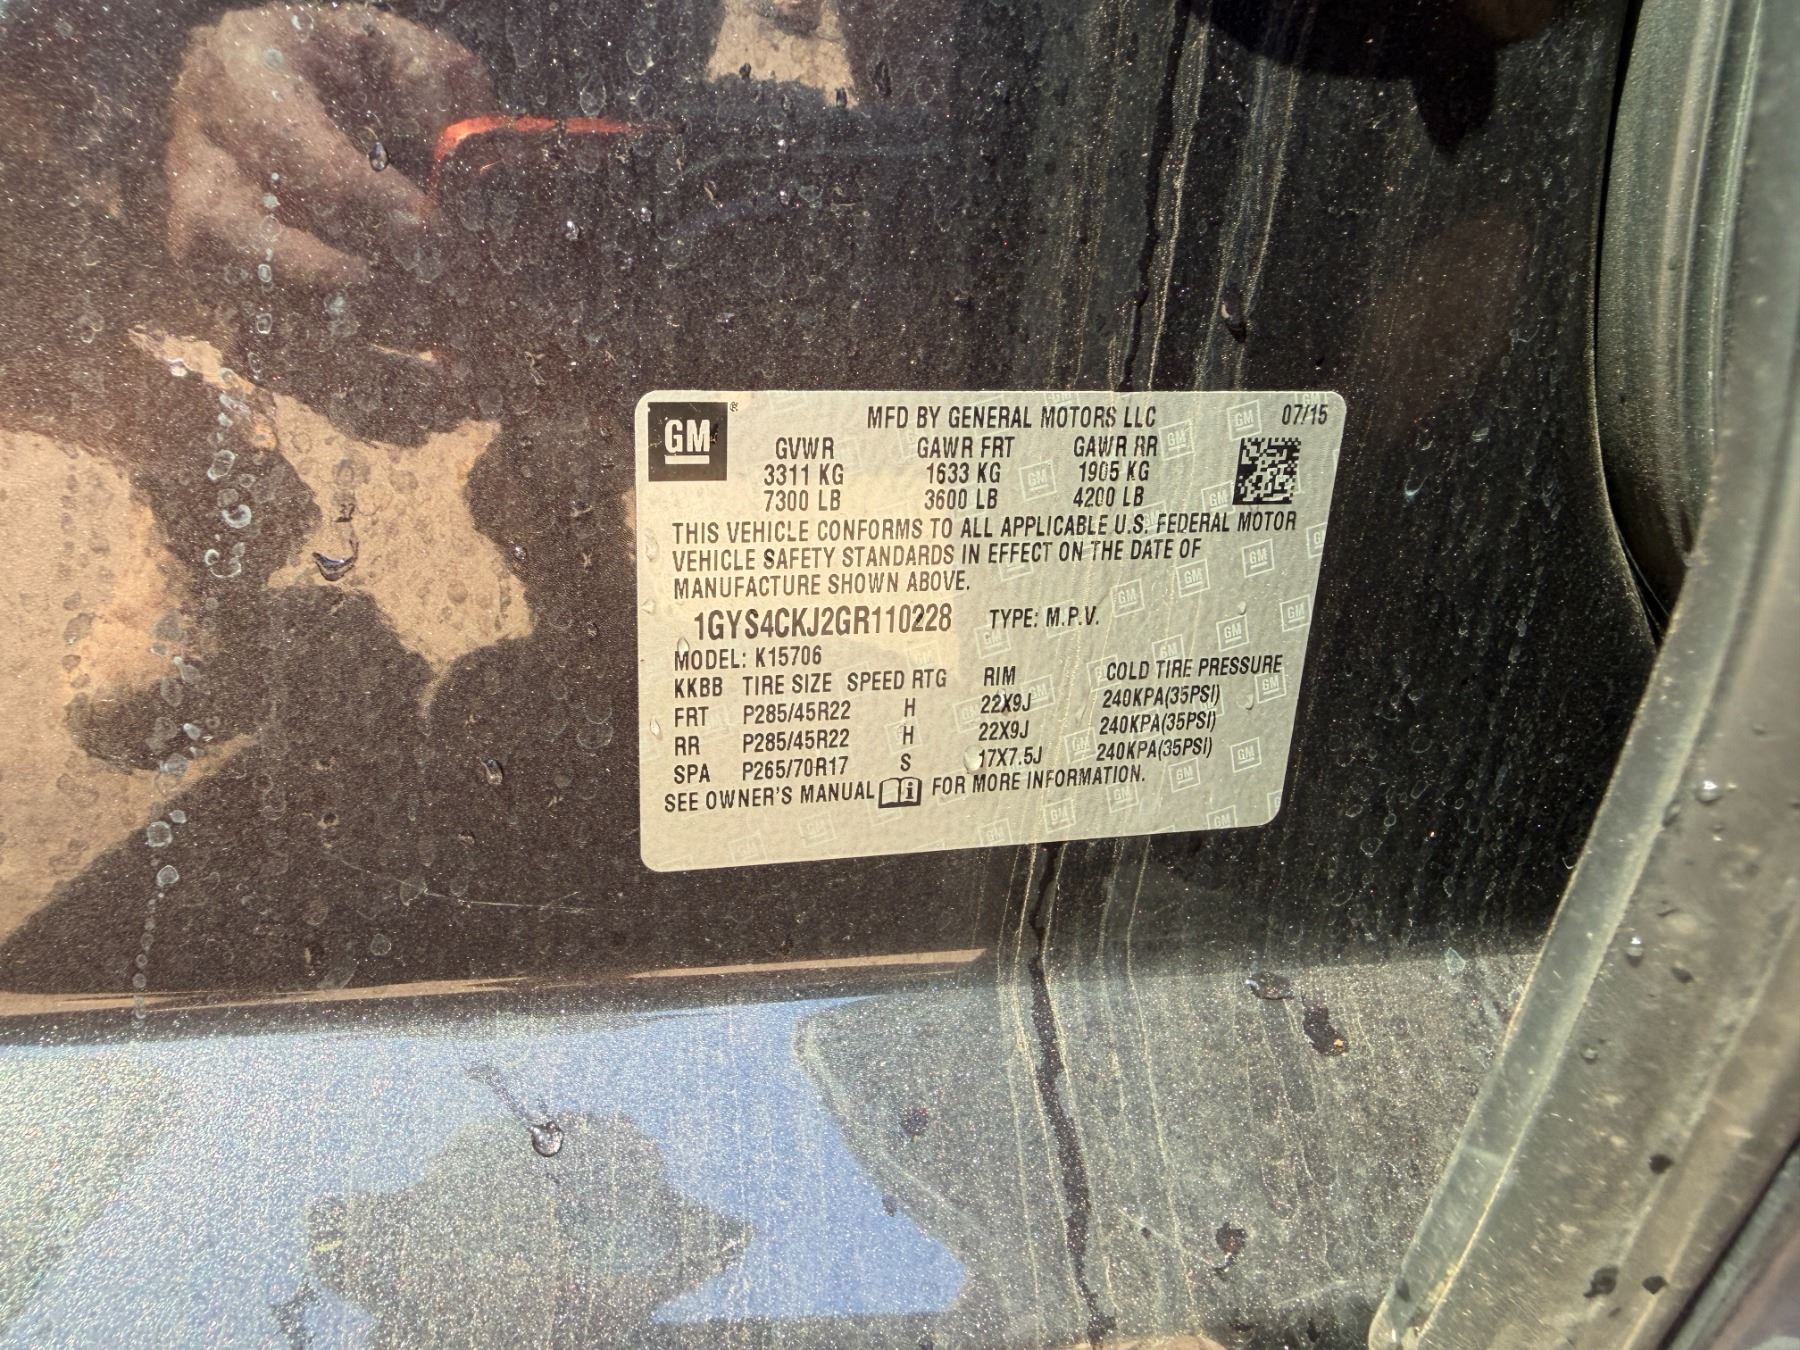 GM®
MFD BY GENERAL MOTORS LLC 07/15
GVWR GAWR FRT GAWR RR
3311 KG 1633 KG 1905 KG
7300 LB 3600 LB 4200 LB
THIS VEHICLE CONFORMS TO ALL APPLICABLE U.S. FEDERAL MOTOR
VEHICLE SAFETY STANDARDS IN EFFECT ON THE DATE OF
MANUFACTURE SHOWN ABOVE.
1GYS4CKJ2GR110228 TYPE: M.P.V.
MODEL: K15706
KKBB TIRE SIZE SPEED RTG RIM COLD TIRE PRESSURE
FRT P285/45R22 H 22X9J 240KPA(35PSI)
RR P285/45R22 H 22X9J 240KPA(35PSI)
SPA P265/70R17 S 17X7.5J 240KPA(35PSI)
SEE OWNER'S MANUAL i FOR MORE INFORMATION.